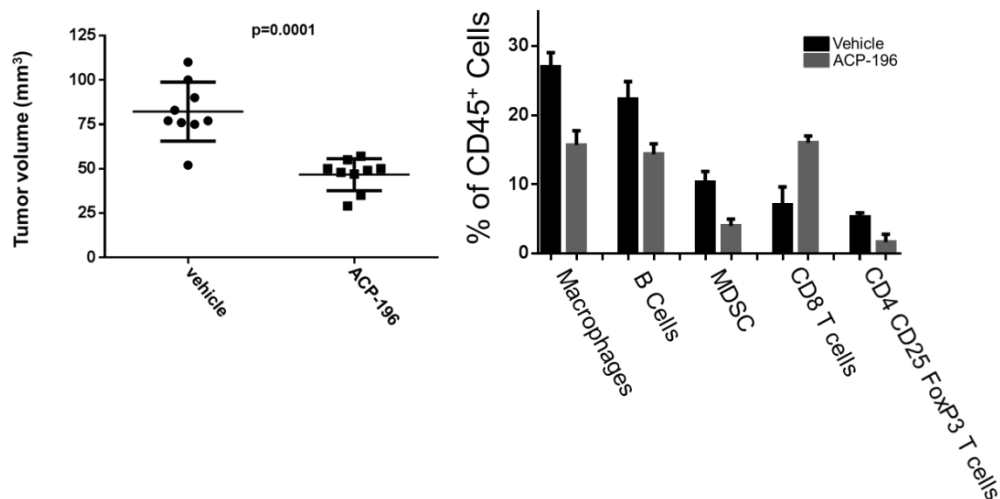 p=0.0001
Tumor volume (mm³)
125
100
75
50
25
0
vehicle
ACP-196
% of CD45⁺ Cells
30
20
10
0
Vehicle
ACP-196
Macrophages
B Cells
MDSC
CD8 T cells
CD4 CD25 FoxP3 T cells